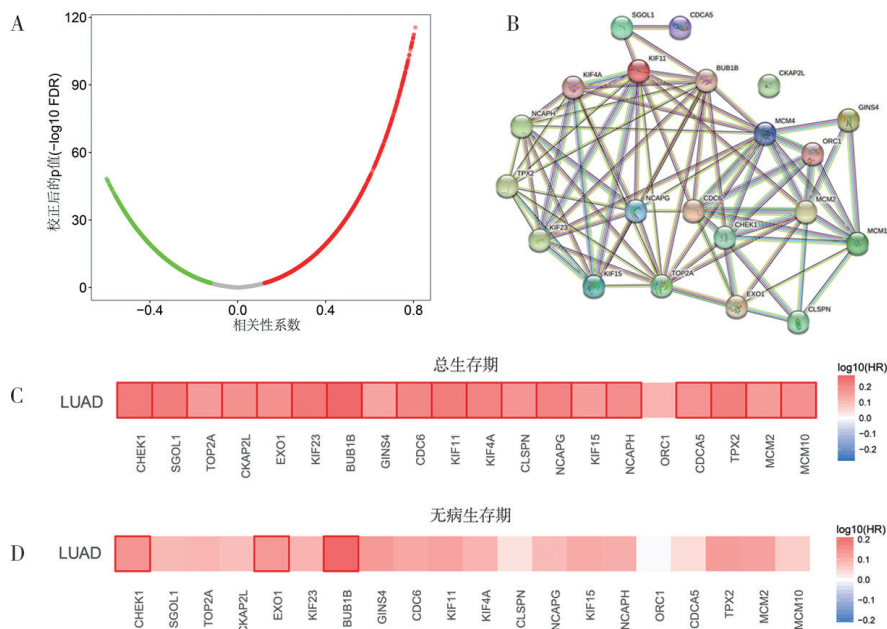 A
120
90
60
30
0
校正后的p值(−log10 FDR)
−0.4
0.0
0.4
0.8
相关性系数
B
SGOL1
CDCA5
KIF11
BUB1B
KIF4A
CKAP2L
NCAPH
GINS4
MCM4
ORC1
TPX2
NCAPG
CDC6
MCM2
KIF23
CHEK1
MCM1
KIF15
TOP2A
EXO1
CLSPN
C
总生存期
LUAD
CHEK1
SGOL1
TOP2A
CKAP2L
EXO1
KIF23
BUB1B
GINS4
CDC6
KIF11
KIF4A
CLSPN
NCAPG
KIF15
NCAPH
ORC1
CDCA5
TPX2
MCM2
MCM10
log10(HR)
0.2
0.1
0.0
−0.1
−0.2
D
无病生存期
LUAD
CHEK1
SGOL1
TOP2A
CKAP2L
EXO1
KIF23
BUB1B
GINS4
CDC6
KIF11
KIF4A
CLSPN
NCAPG
KIF15
NCAPH
ORC1
CDCA5
TPX2
MCM2
MCM10
log10(HR)
0.2
0.1
0.0
−0.1
−0.2